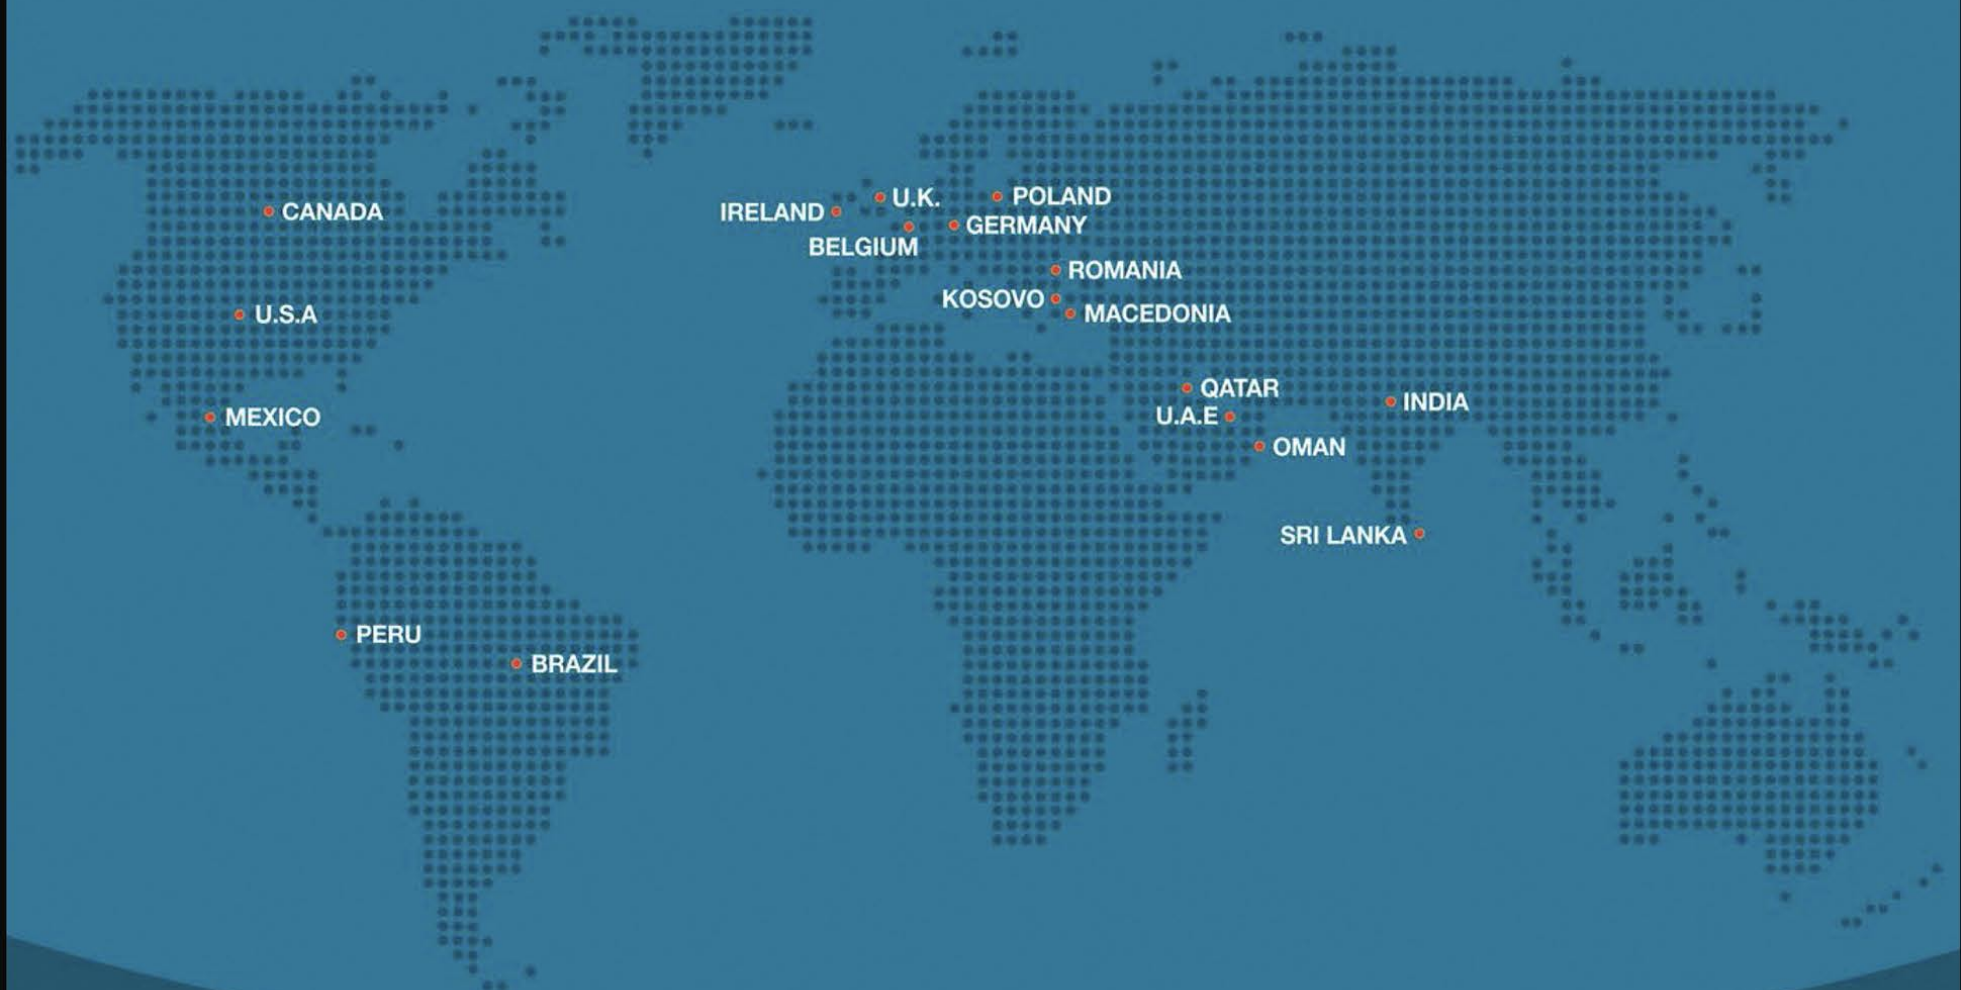 U.K.
POLAND
CANADA
IRELAND
GERMANY
BELGIUM
ROMANIA
KOSOVO
U.S.A
MACEDONIA
QATAR
INDIA
MEXICO
U.A.E
OMAN
SRI LANKA
PERU
BRAZIL